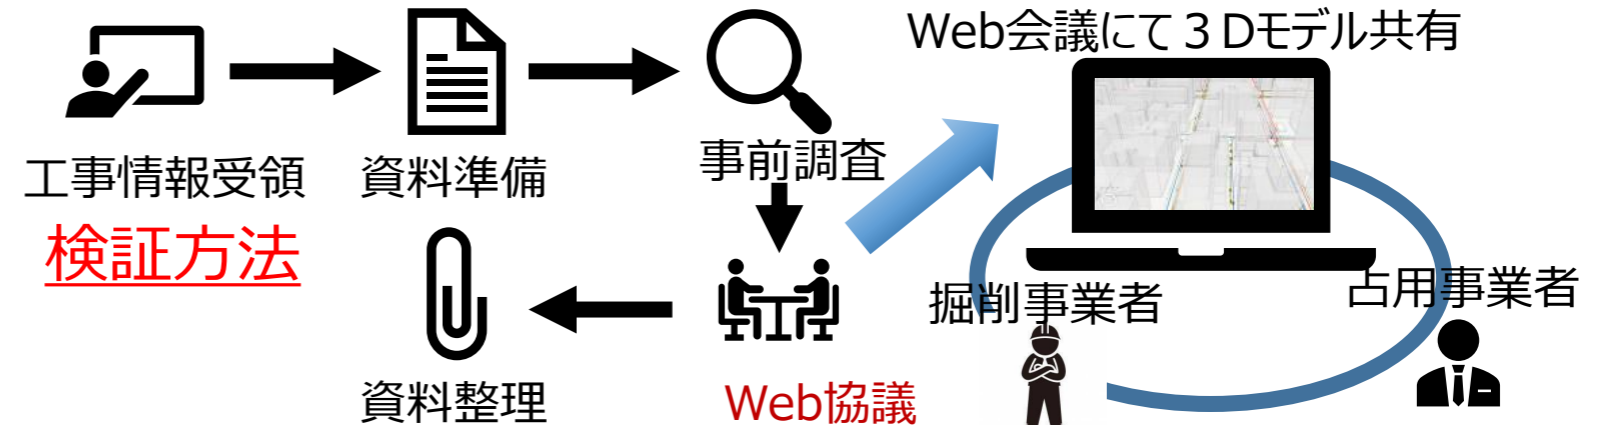 Web会議にて３Dモデル共有
工事情報受領
資料準備
事前調査
検証方法
掘削事業者
占用事業者
資料整理
Web協議